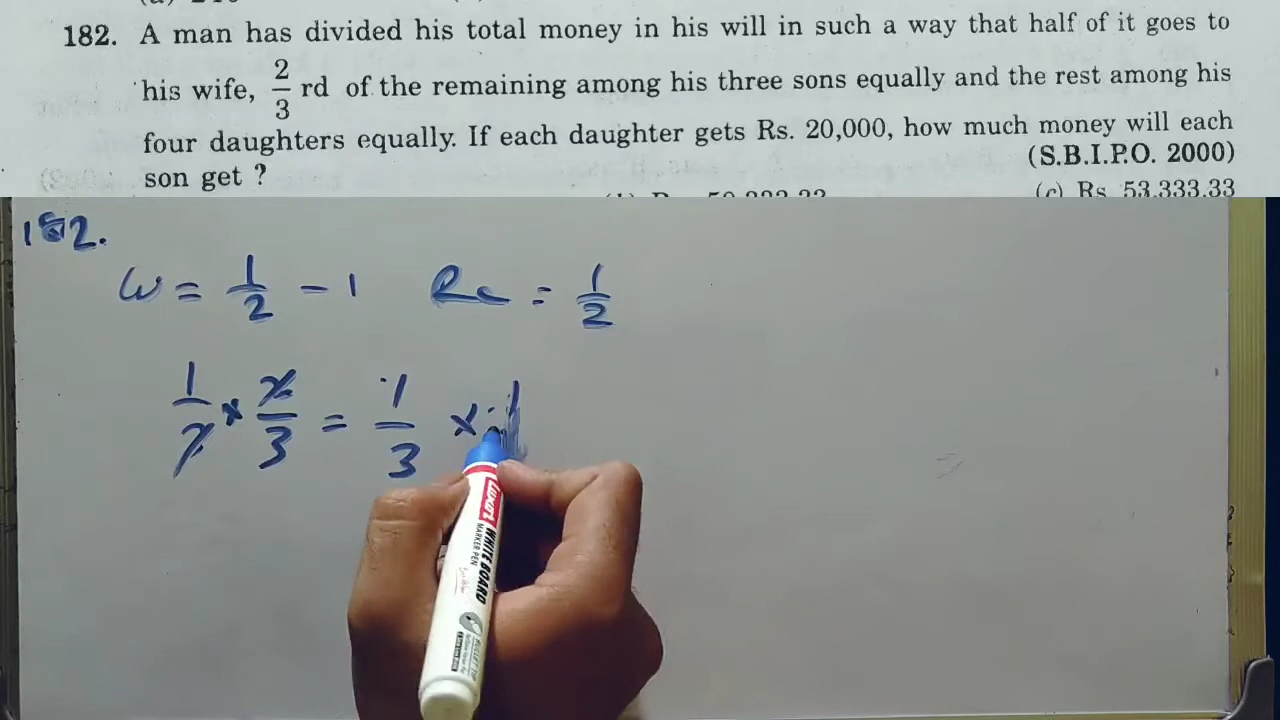 182. A man has divided his total money in his will in such a way that half of it goes to
his wife, 2/3 rd of the remaining among his three sons equally and the rest among his
four daughters equally. If each daughter gets Rs. 20,000, how much money will each
son get ? (S.B.I.P.O. 2000)
(c) Rs 53,333.33
182.
W = 1/2 - 1 Re = 1/2
1/2 × 2/3 = 1/3 ×
LUXOR
WHITE BOARD
MARKER PEN